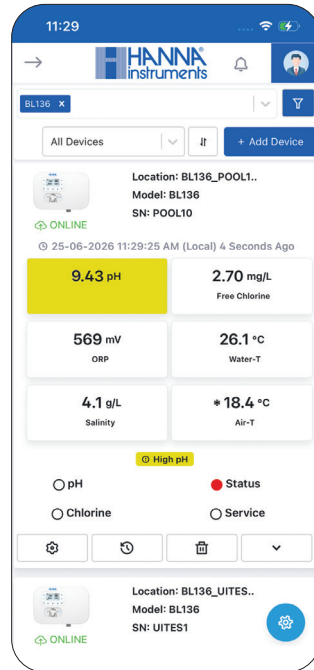 11:29
HANNA
instruments
BL136 ×
All Devices
+ Add Device
Location: BL136_POOL1..
Model: BL136
SN: POOL10
ONLINE
25-06-2026 11:29:25 AM (Local) 4 Seconds Ago
9.43 pH
2.70 mg/L
Free Chlorine
569 mV
ORP
26.1 °C
Water-T
4.1 g/L
Salinity
* 18.4 °C
Air-T
High pH
pH
Status
Chlorine
Service
Location: BL136_UITES..
Model: BL136
SN: UITES1
ONLINE